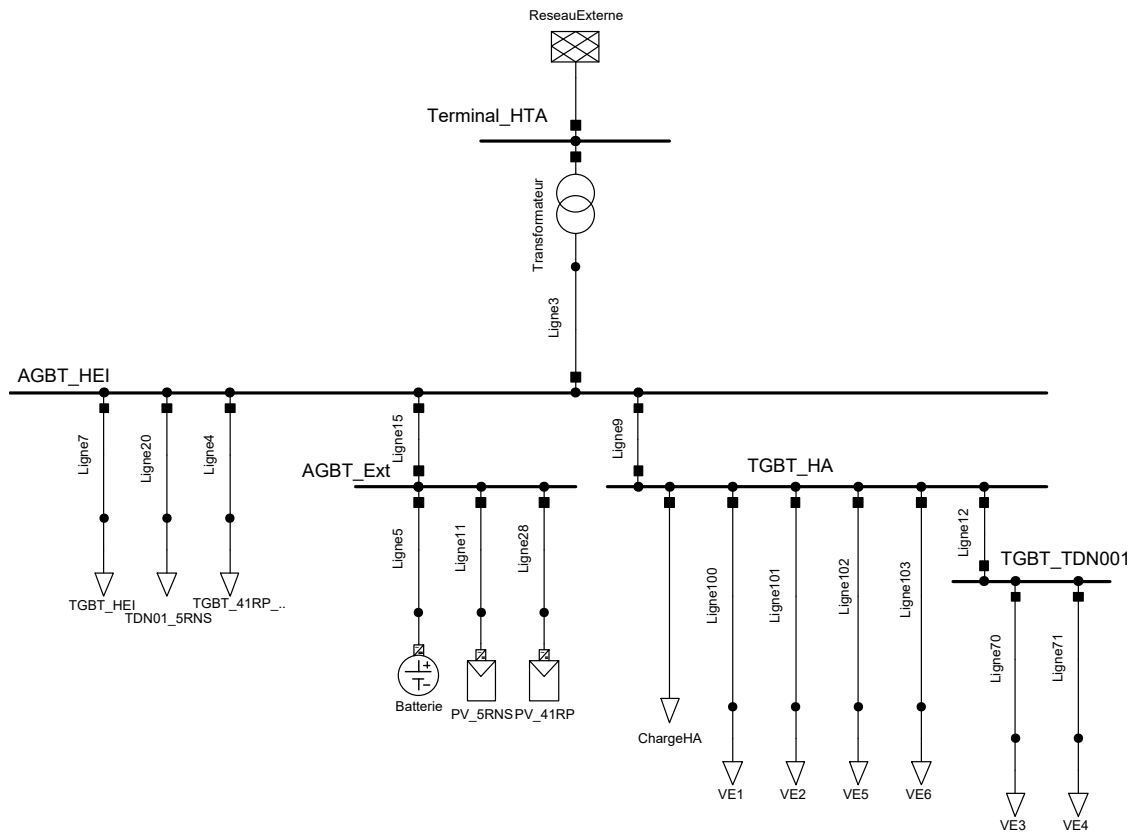 ReseauExterne
Terminal_HTA
Transformateur
Ligne3
AGBT_HEI
Ligne7
Ligne20
Ligne4
Ligne15
Ligne9
AGBT_Ext
TGBT_HA
Ligne5
Ligne11
Ligne28
Ligne12
TGBT_TDN001
Ligne100
Ligne101
Ligne102
Ligne103
TGBT_HEI
TDN01_5RNS
TGBT_41RP_..
Ligne70
Ligne71
Batterie
PV_5RNS
PV_41RP
ChargeHA
VE1
VE2
VE5
VE6
VE3
VE4